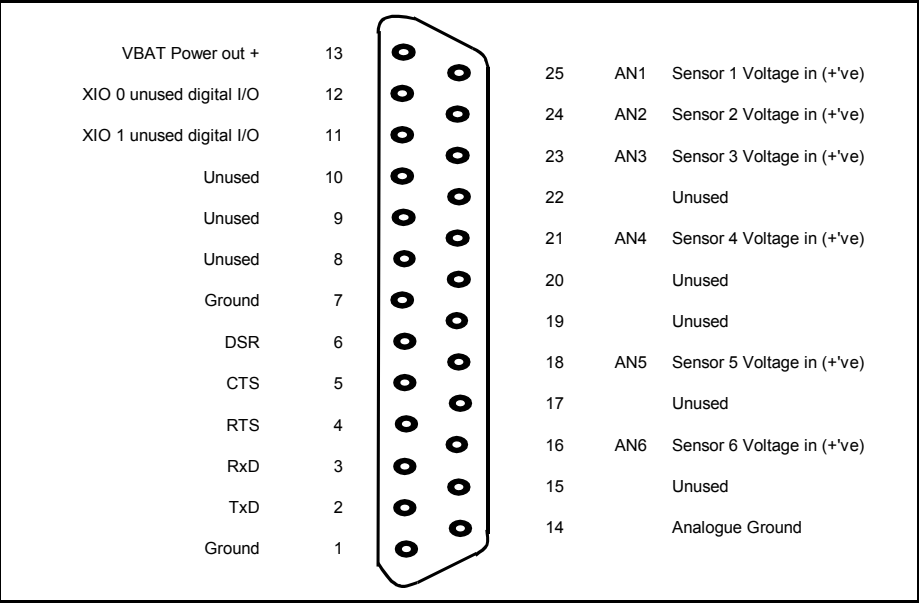 VBAT Power out + 13
25 AN1 Sensor 1 Voltage in (+'ve)
XIO 0 unused digital I/O 12
24 AN2 Sensor 2 Voltage in (+'ve)
XIO 1 unused digital I/O 11
23 AN3 Sensor 3 Voltage in (+'ve)
Unused 10
22 Unused
Unused 9
21 AN4 Sensor 4 Voltage in (+'ve)
Unused 8
20 Unused
Ground 7
19 Unused
DSR 6
18 AN5 Sensor 5 Voltage in (+'ve)
CTS 5
17 Unused
RTS 4
16 AN6 Sensor 6 Voltage in (+'ve)
RxD 3
15 Unused
TxD 2
14 Analogue Ground
Ground 1